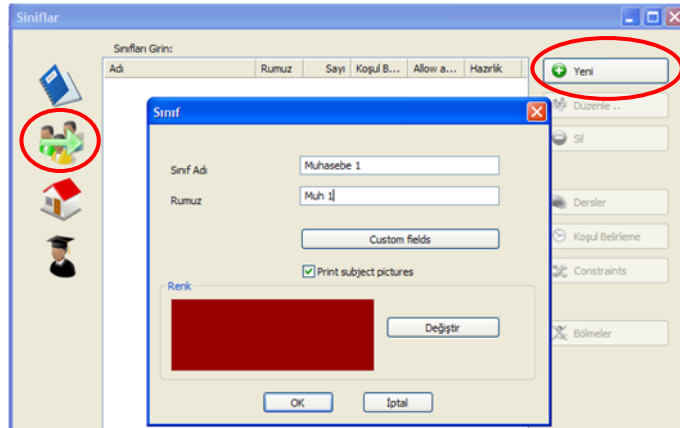 Siniflar
Sınıfları Girin:
Adı Rumuz Sayı Koşul B... Allow a... Hazırlık
Yeni
Düzenle ..
Sil
Dersler
Koşul Belirleme
Constraints
Bölmeler
Sınıf
Sınıf Adı Muhasebe 1
Rumuz Muh 1
Custom fields
Print subject pictures
Renk
Değiştir
OK İptal